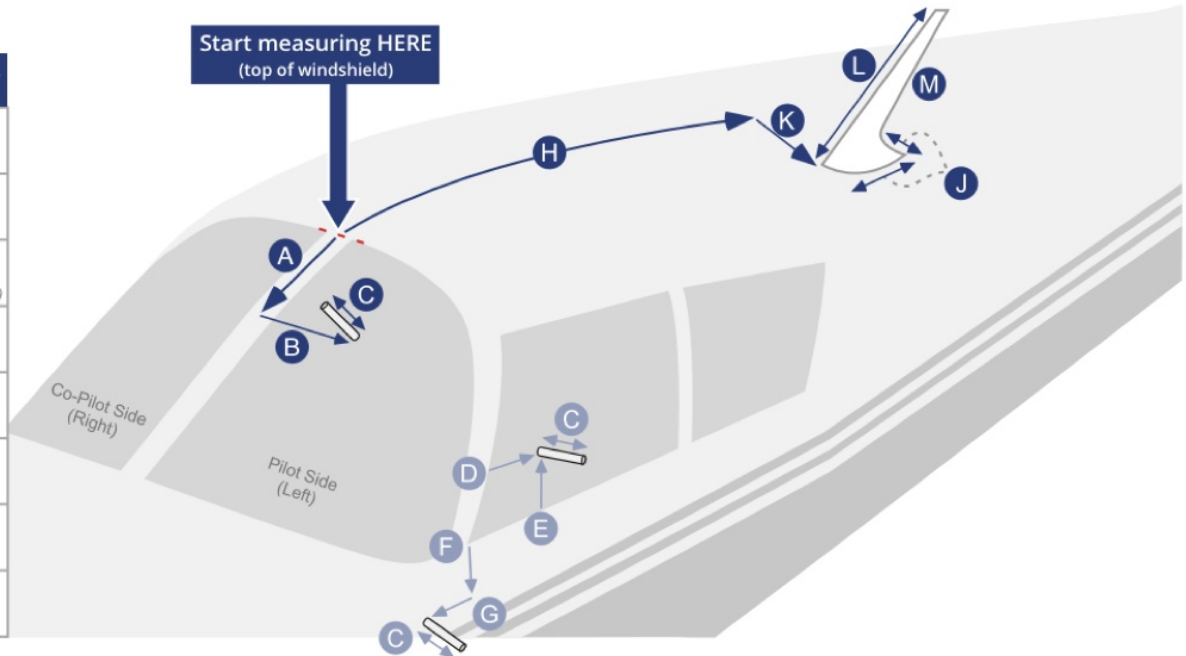 Start measuring HERE
(top of windshield)
L
M
K
H
J
A
C
B
Co-Pilot Side
(Right)
C
Pilot Side
(Left)
D
E
F
G
C